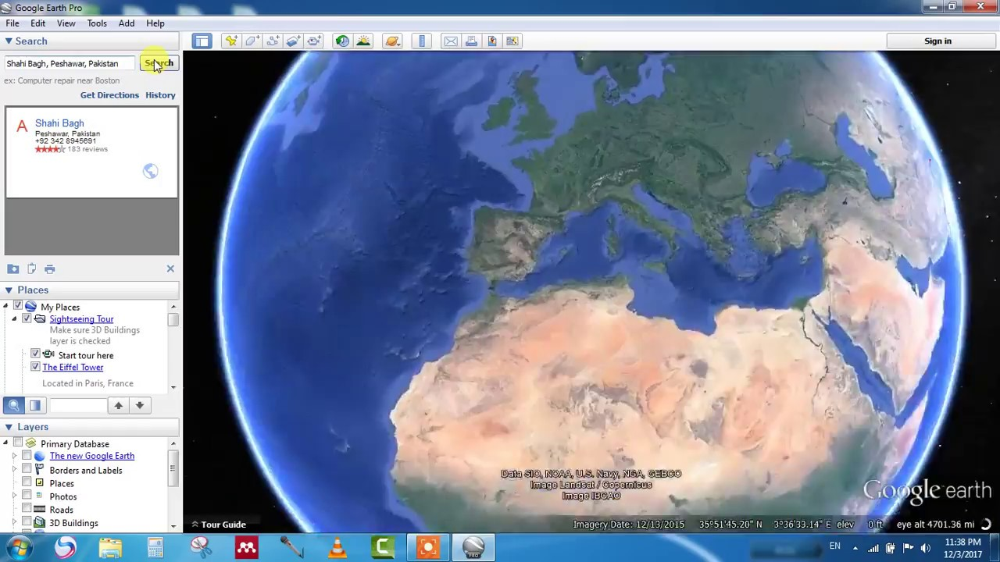 Google Earth Pro
File Edit View Tools Add Help
Search
Shahi Bagh, Peshawar, Pakistan
Search
ex: Computer repair near Boston
Get Directions History
Sign in
A Shahi Bagh
Peshawar, Pakistan
+92 342 8945691
183 reviews
Places
My Places
Sightseeing Tour
Make sure 3D Buildings
layer is checked
Start tour here
The Eiffel Tower
Located in Paris, France
Layers
Primary Database
The new Google Earth
Borders and Labels
Places
Photos
Roads
3D Buildings
Data SIO, NOAA, U.S. Navy, NGA, GEBCO
Image Landsat / Copernicus
Image IBCAO
Google earth
Tour Guide
Imagery Date: 12/13/2015 35°51'45.20" N 3°36'33.14" E elev 0 ft eye alt 4701.36 mi
PRO
EN
11:38 PM
12/3/2017